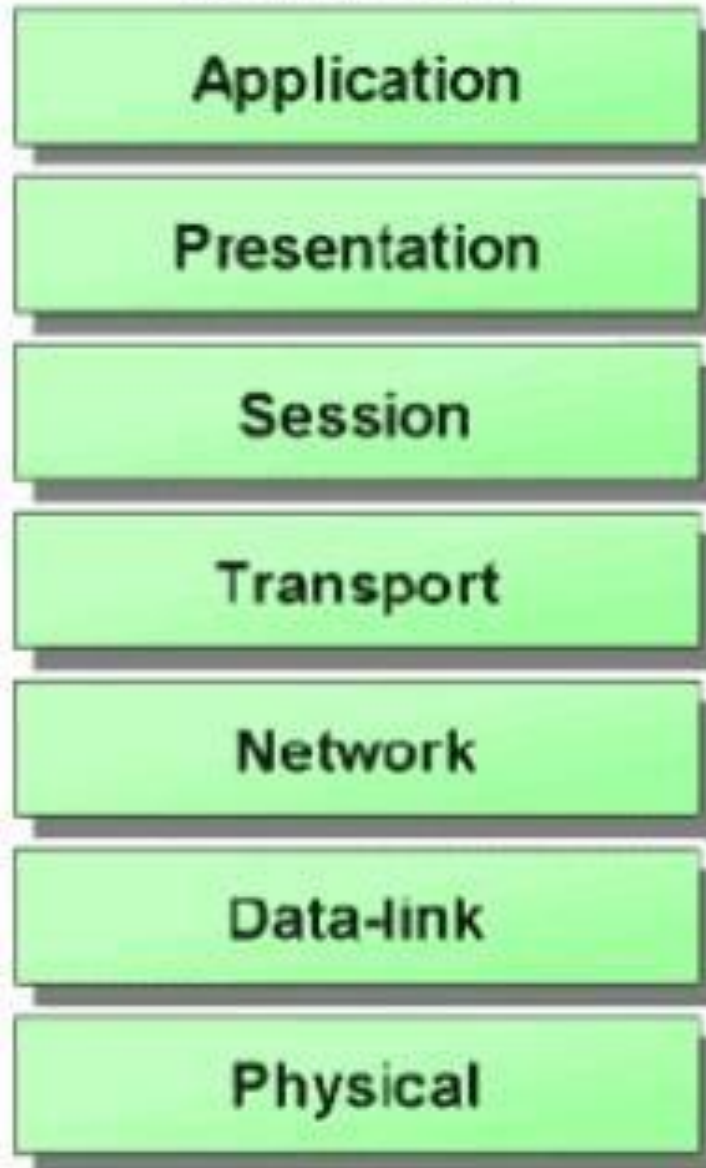 Application
Presentation
Session
Transport
Network
Data-link
Physical